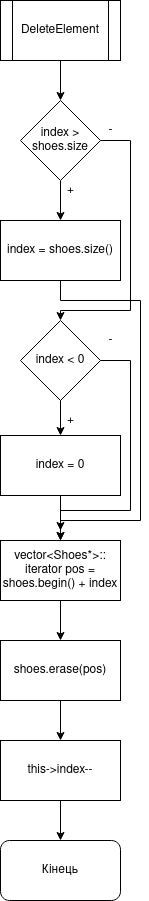 DeleteElement
index >
shoes.size
-
+
index = shoes.size()
-
index < 0
+
index = 0
vector<Shoes*>::
iterator pos =
shoes.begin() + index
shoes.erase(pos)
this->index--
Кінець